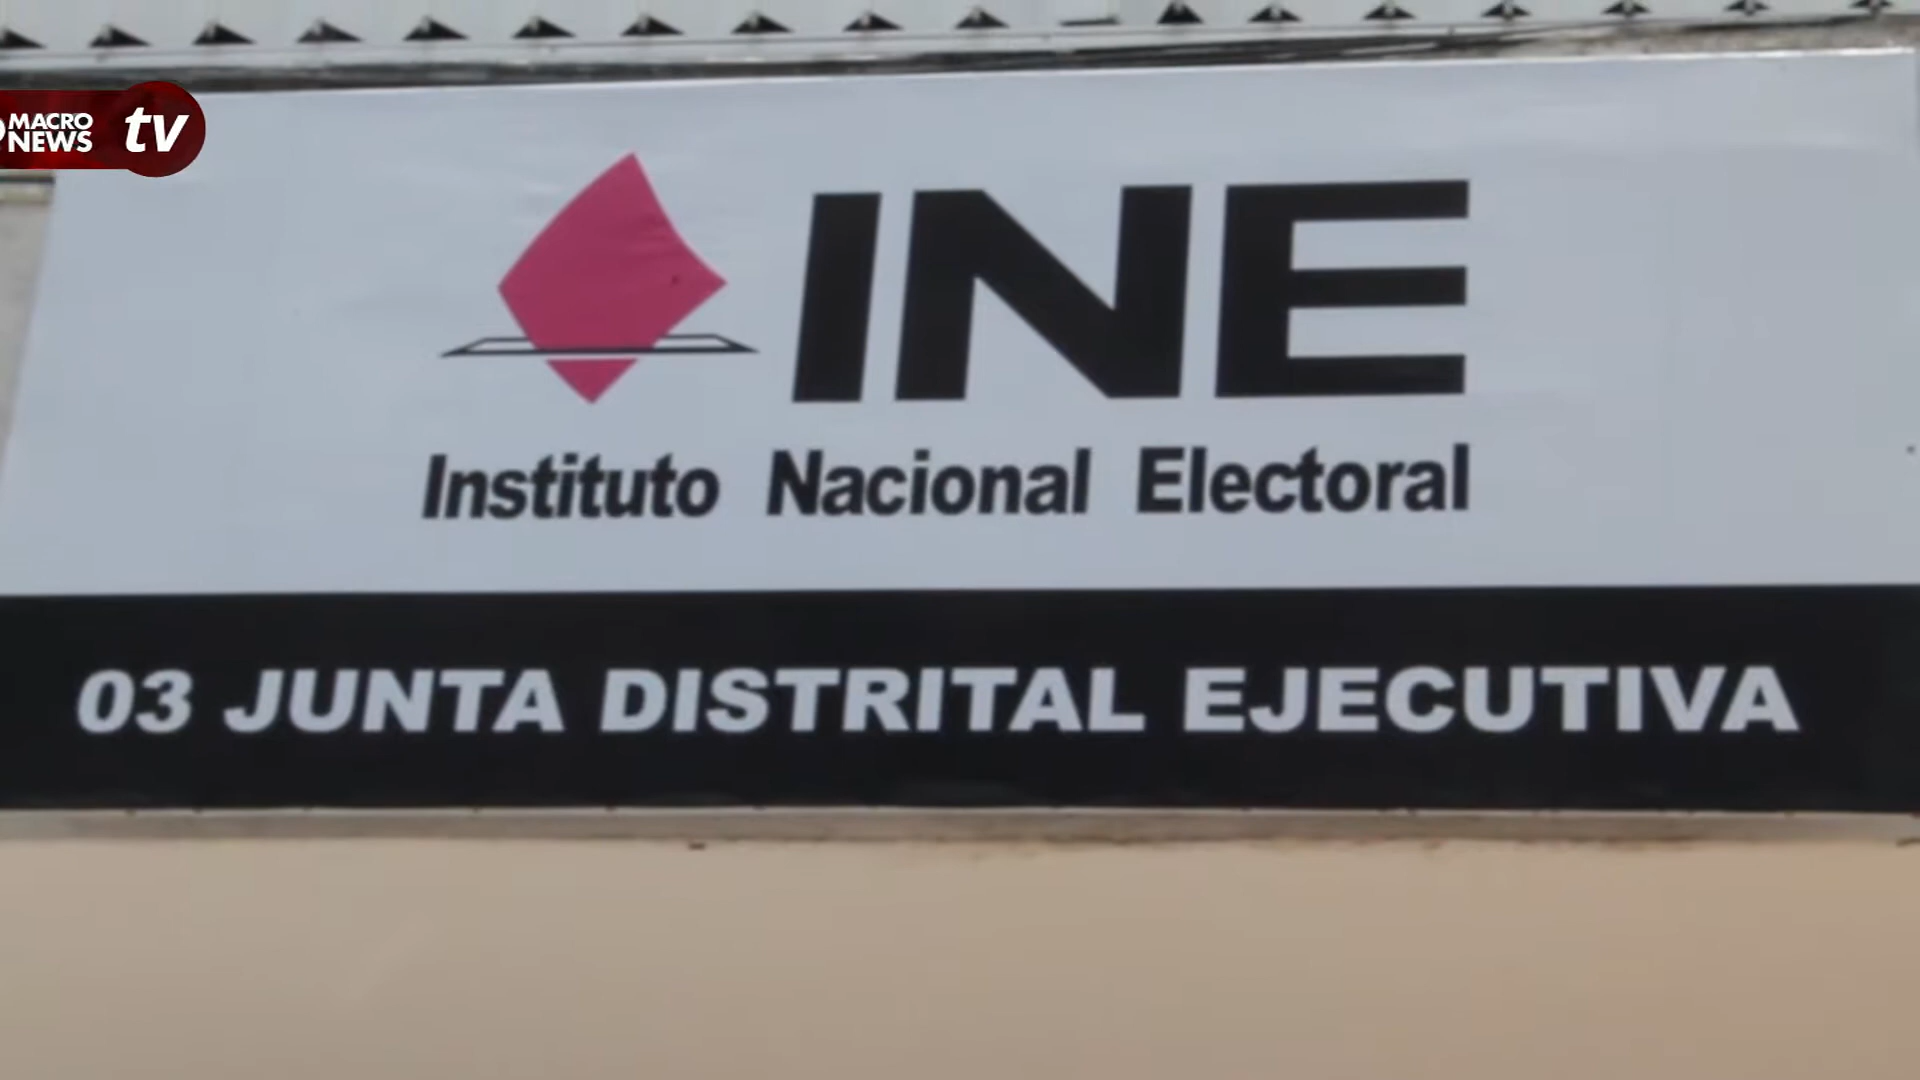 MACRO
NEWS
tv
INE
Instituto Nacional Electoral
03 JUNTA DISTRITAL EJECUTIVA